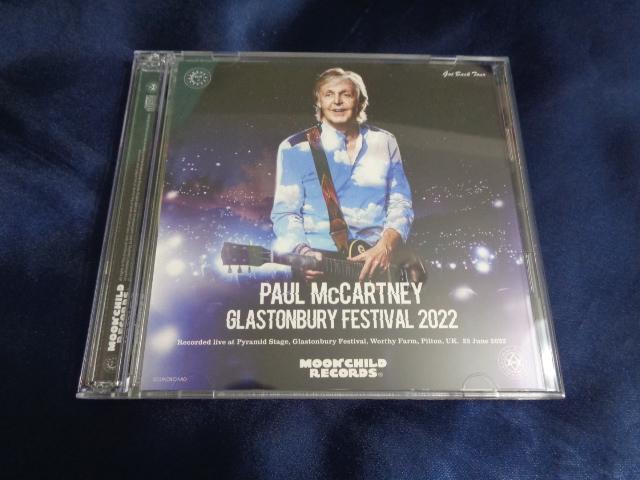 Got Back Tour
PAUL McCARTNEY
GLASTONBURY FESTIVAL 2022
Recorded live at Pyramid Stage, Glastonbury Festival, Worthy Farm, Pilton, UK. 25 June 2022
MOONCHILD
RECORDS®
SOUNDBOARD
MOONCHILD